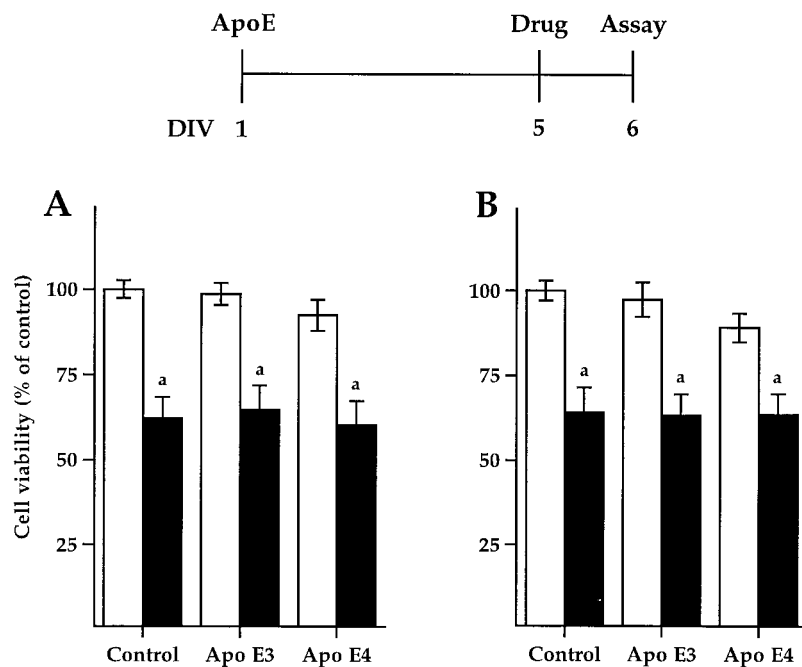 ApoE Drug Assay
DIV 1 5 6
A
Cell viability (% of control)
100
75
50
25
a a a
Control Apo E3 Apo E4
B
100
75
50
25
a a a
Control Apo E3 Apo E4